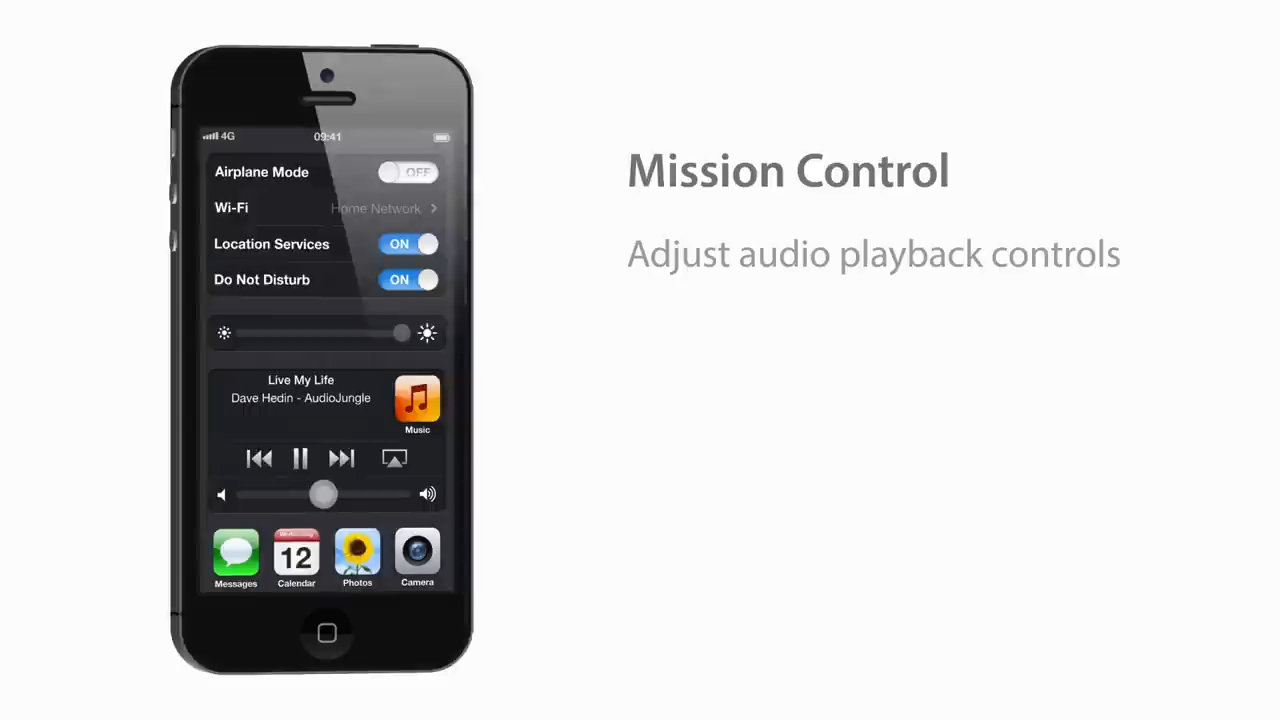 4G 09:41
Airplane Mode OFF
Wi-Fi Home Network
Location Services ON
Do Not Disturb ON
Live My Life
Dave Hedin - AudioJungle
Music
Wednesday
12
Messages Calendar Photos Camera
Mission Control
Adjust audio playback controls